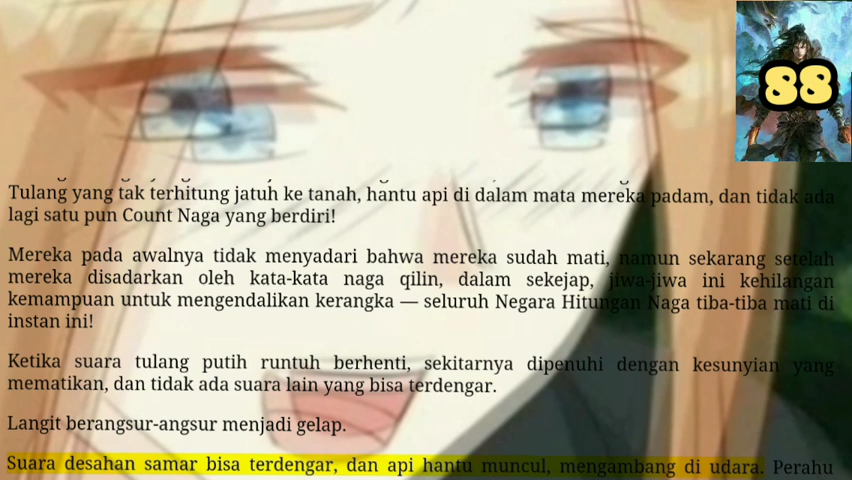 88
Tulang yang tak terhitung jatuh ke tanah, hantu api di dalam mata mereka padam, dan tidak ada
lagi satu pun Count Naga yang berdiri!
Mereka pada awalnya tidak menyadari bahwa mereka sudah mati, namun sekarang setelah
mereka disadarkan oleh kata-kata naga qilin, dalam sekejap, jiwa-jiwa ini kehilangan
kemampuan untuk mengendalikan kerangka — seluruh Negara Hitungan Naga tiba-tiba mati di
instan ini!
Ketika suara tulang putih runtuh berhenti, sekitarnya dipenuhi dengan kesunyian yang
mematikan, dan tidak ada suara lain yang bisa terdengar.
Langit berangsur-angsur menjadi gelap.
Suara desahan samar bisa terdengar, dan api hantu muncul, mengambang di udara. Perahu